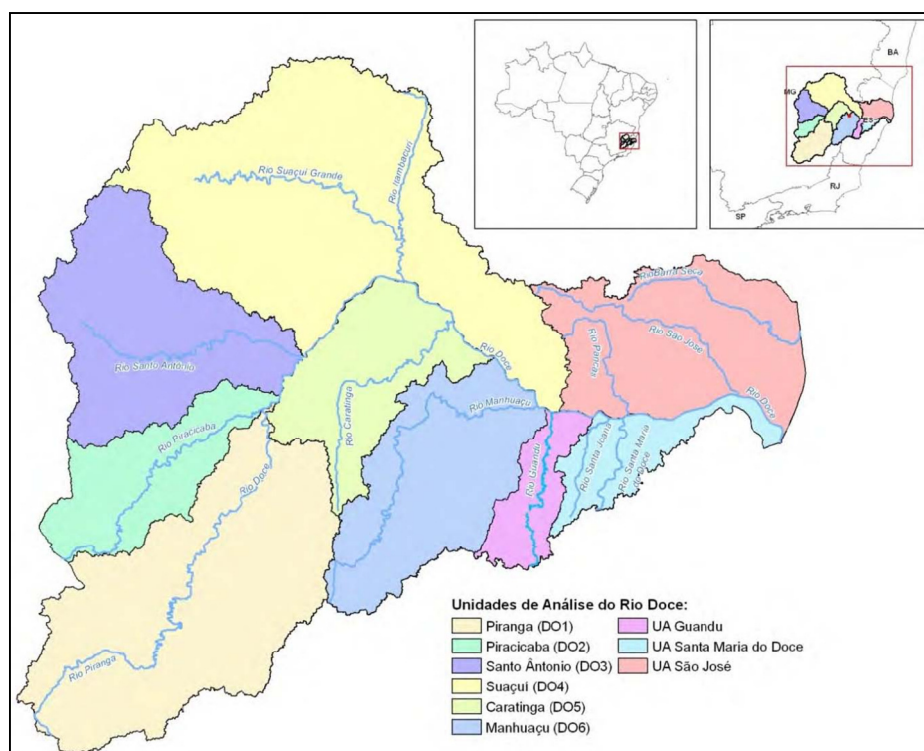 BA
MG
ES
RJ
SP
Rio Suaçuí Grande
Rio Itambacuri
Rio Barra Seca
Rio São José
Rio Pancas
Rio Doce
Rio Santo Antônio
Rio Doce
Rio Manhuaçu
Rio Caratinga
Rio Piracicaba
Rio Guandu
Rio Santa Joana
Rio Santa Maria
do Doce
Rio Doce
Rio Piranga
Unidades de Análise do Rio Doce:
Piranga (DO1)
Piracicaba (DO2)
Santo Ântonio (DO3)
Suaçuí (DO4)
Caratinga (DO5)
Manhuaçu (DO6)
UA Guandu
UA Santa Maria do Doce
UA São José